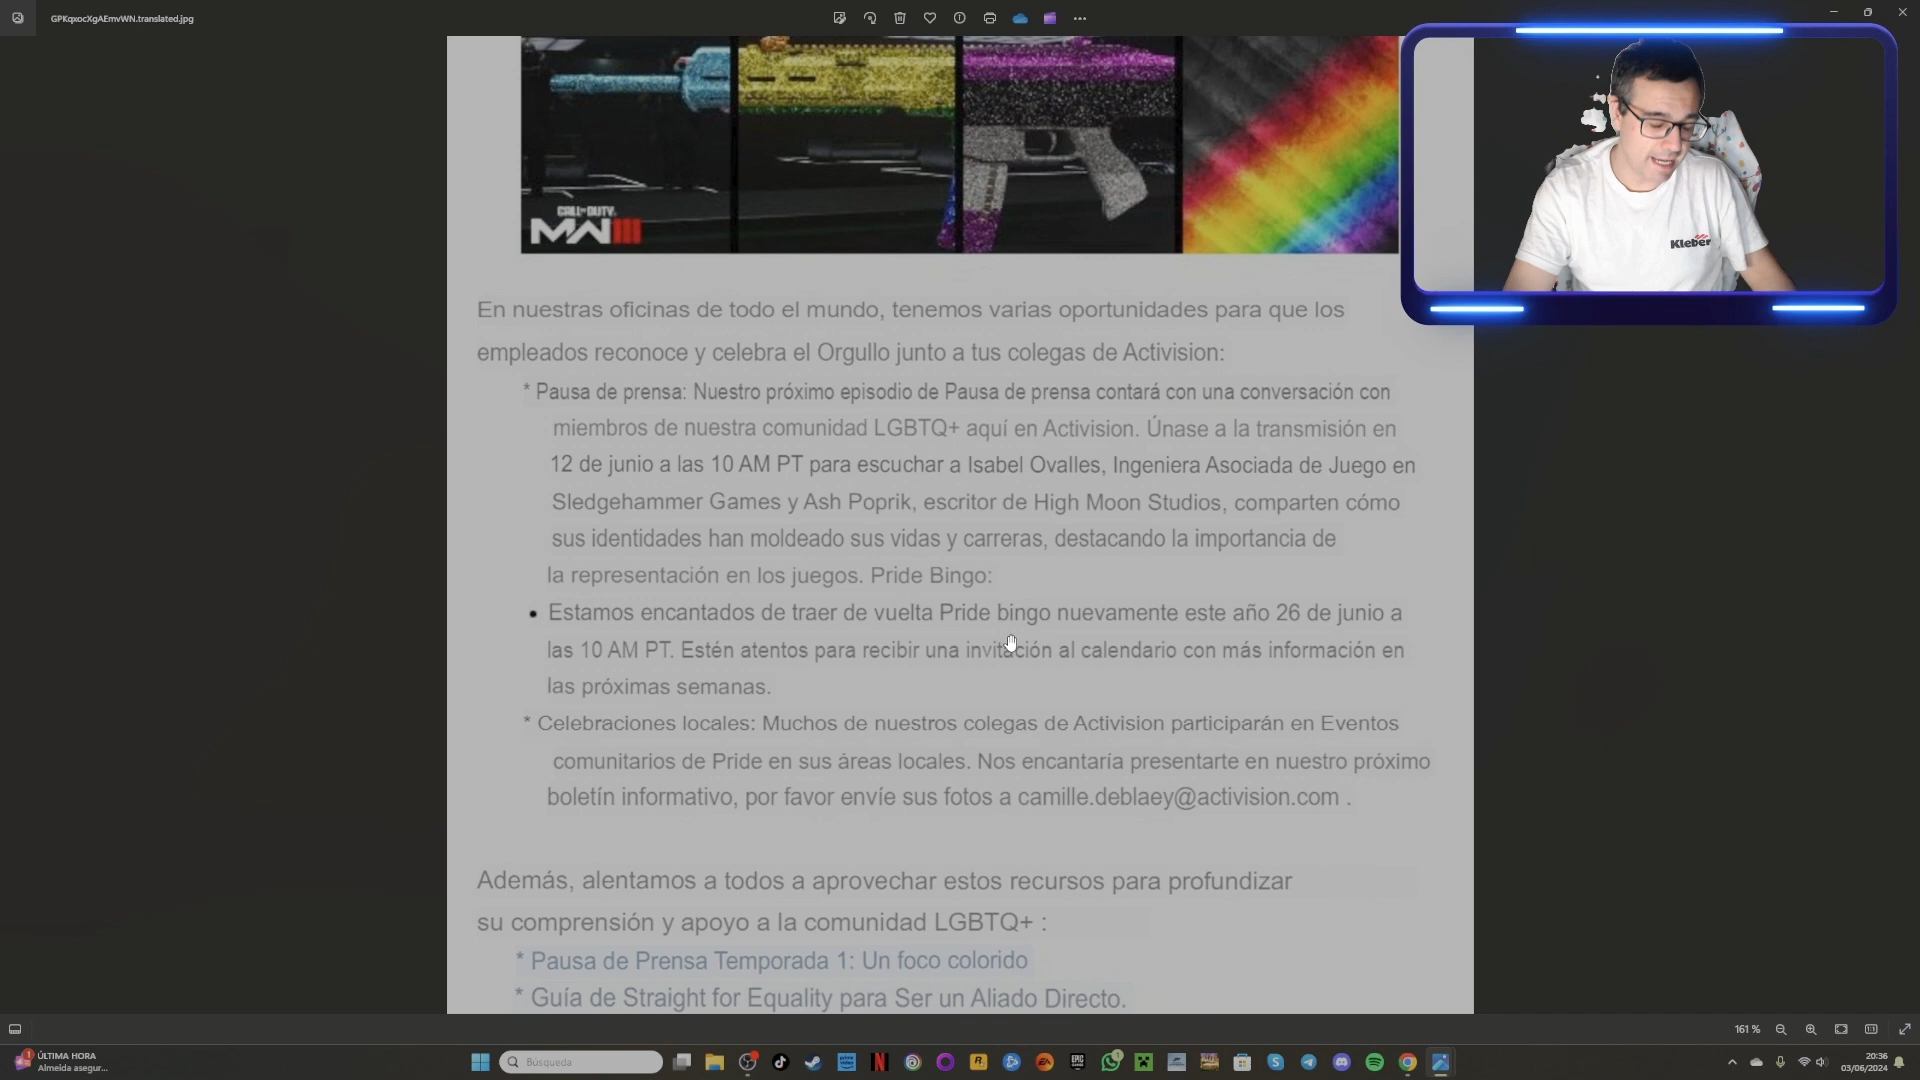 GPKqxocXgAEmvWN.translated.jpg
CALL OF DUTY
MWIII
Kleber
En nuestras oficinas de todo el mundo, tenemos varias oportunidades para que los
empleados reconoce y celebra el Orgullo junto a tus colegas de Activision:
* Pausa de prensa: Nuestro próximo episodio de Pausa de prensa contará con una conversación con
miembros de nuestra comunidad LGBTQ+ aquí en Activision. Únase a la transmisión en
12 de junio a las 10 AM PT para escuchar a Isabel Ovalles, Ingeniera Asociada de Juego en
Sledgehammer Games y Ash Poprik, escritor de High Moon Studios, comparten cómo
sus identidades han moldeado sus vidas y carreras, destacando la importancia de
la representación en los juegos. Pride Bingo:
• Estamos encantados de traer de vuelta Pride bingo nuevamente este año 26 de junio a
las 10 AM PT. Estén atentos para recibir una invitación al calendario con más información en
las próximas semanas.
* Celebraciones locales: Muchos de nuestros colegas de Activision participarán en Eventos
comunitarios de Pride en sus áreas locales. Nos encantaría presentarte en nuestro próximo
boletín informativo, por favor envíe sus fotos a camille.deblaey@activision.com .
Además, alentamos a todos a aprovechar estos recursos para profundizar
su comprensión y apoyo a la comunidad LGBTQ+ :
* Pausa de Prensa Temporada 1: Un foco colorido
* Guía de Straight for Equality para Ser un Aliado Directo.
161 %
ÚLTIMA HORA
Almeida asegur...
Búsqueda
20:36
03/06/2024